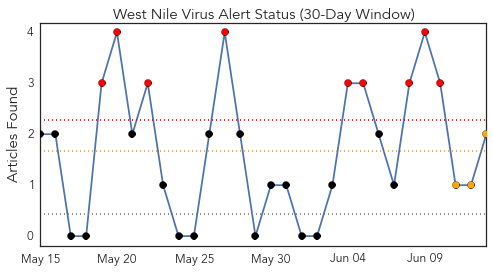 West Nile Virus Alert Status (30-Day Window)
Articles Found
4
3
2
1
0
May 15
May 20
May 25
May 30
Jun 04
Jun 09